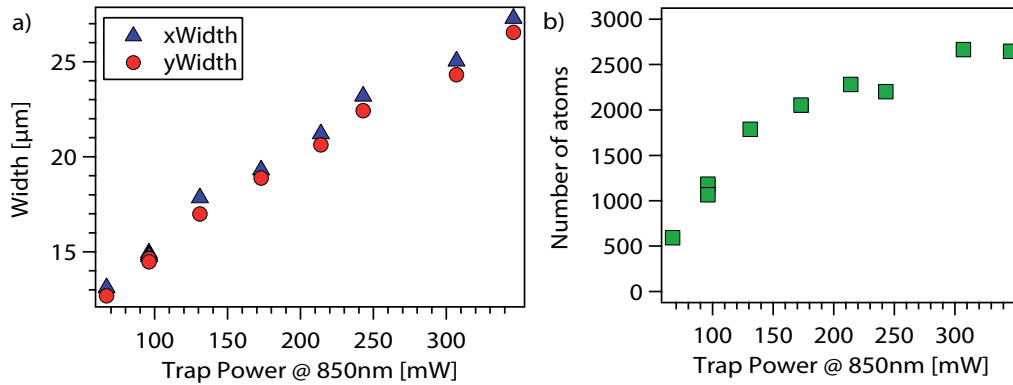 a)
xWidth
yWidth
25
20
15
Width [µm]
100 150 200 250 300
Trap Power @ 850nm [mW]
b)
3000
2500
2000
1500
1000
500
0
Number of atoms
100 150 200 250 300
Trap Power @ 850nm [mW]